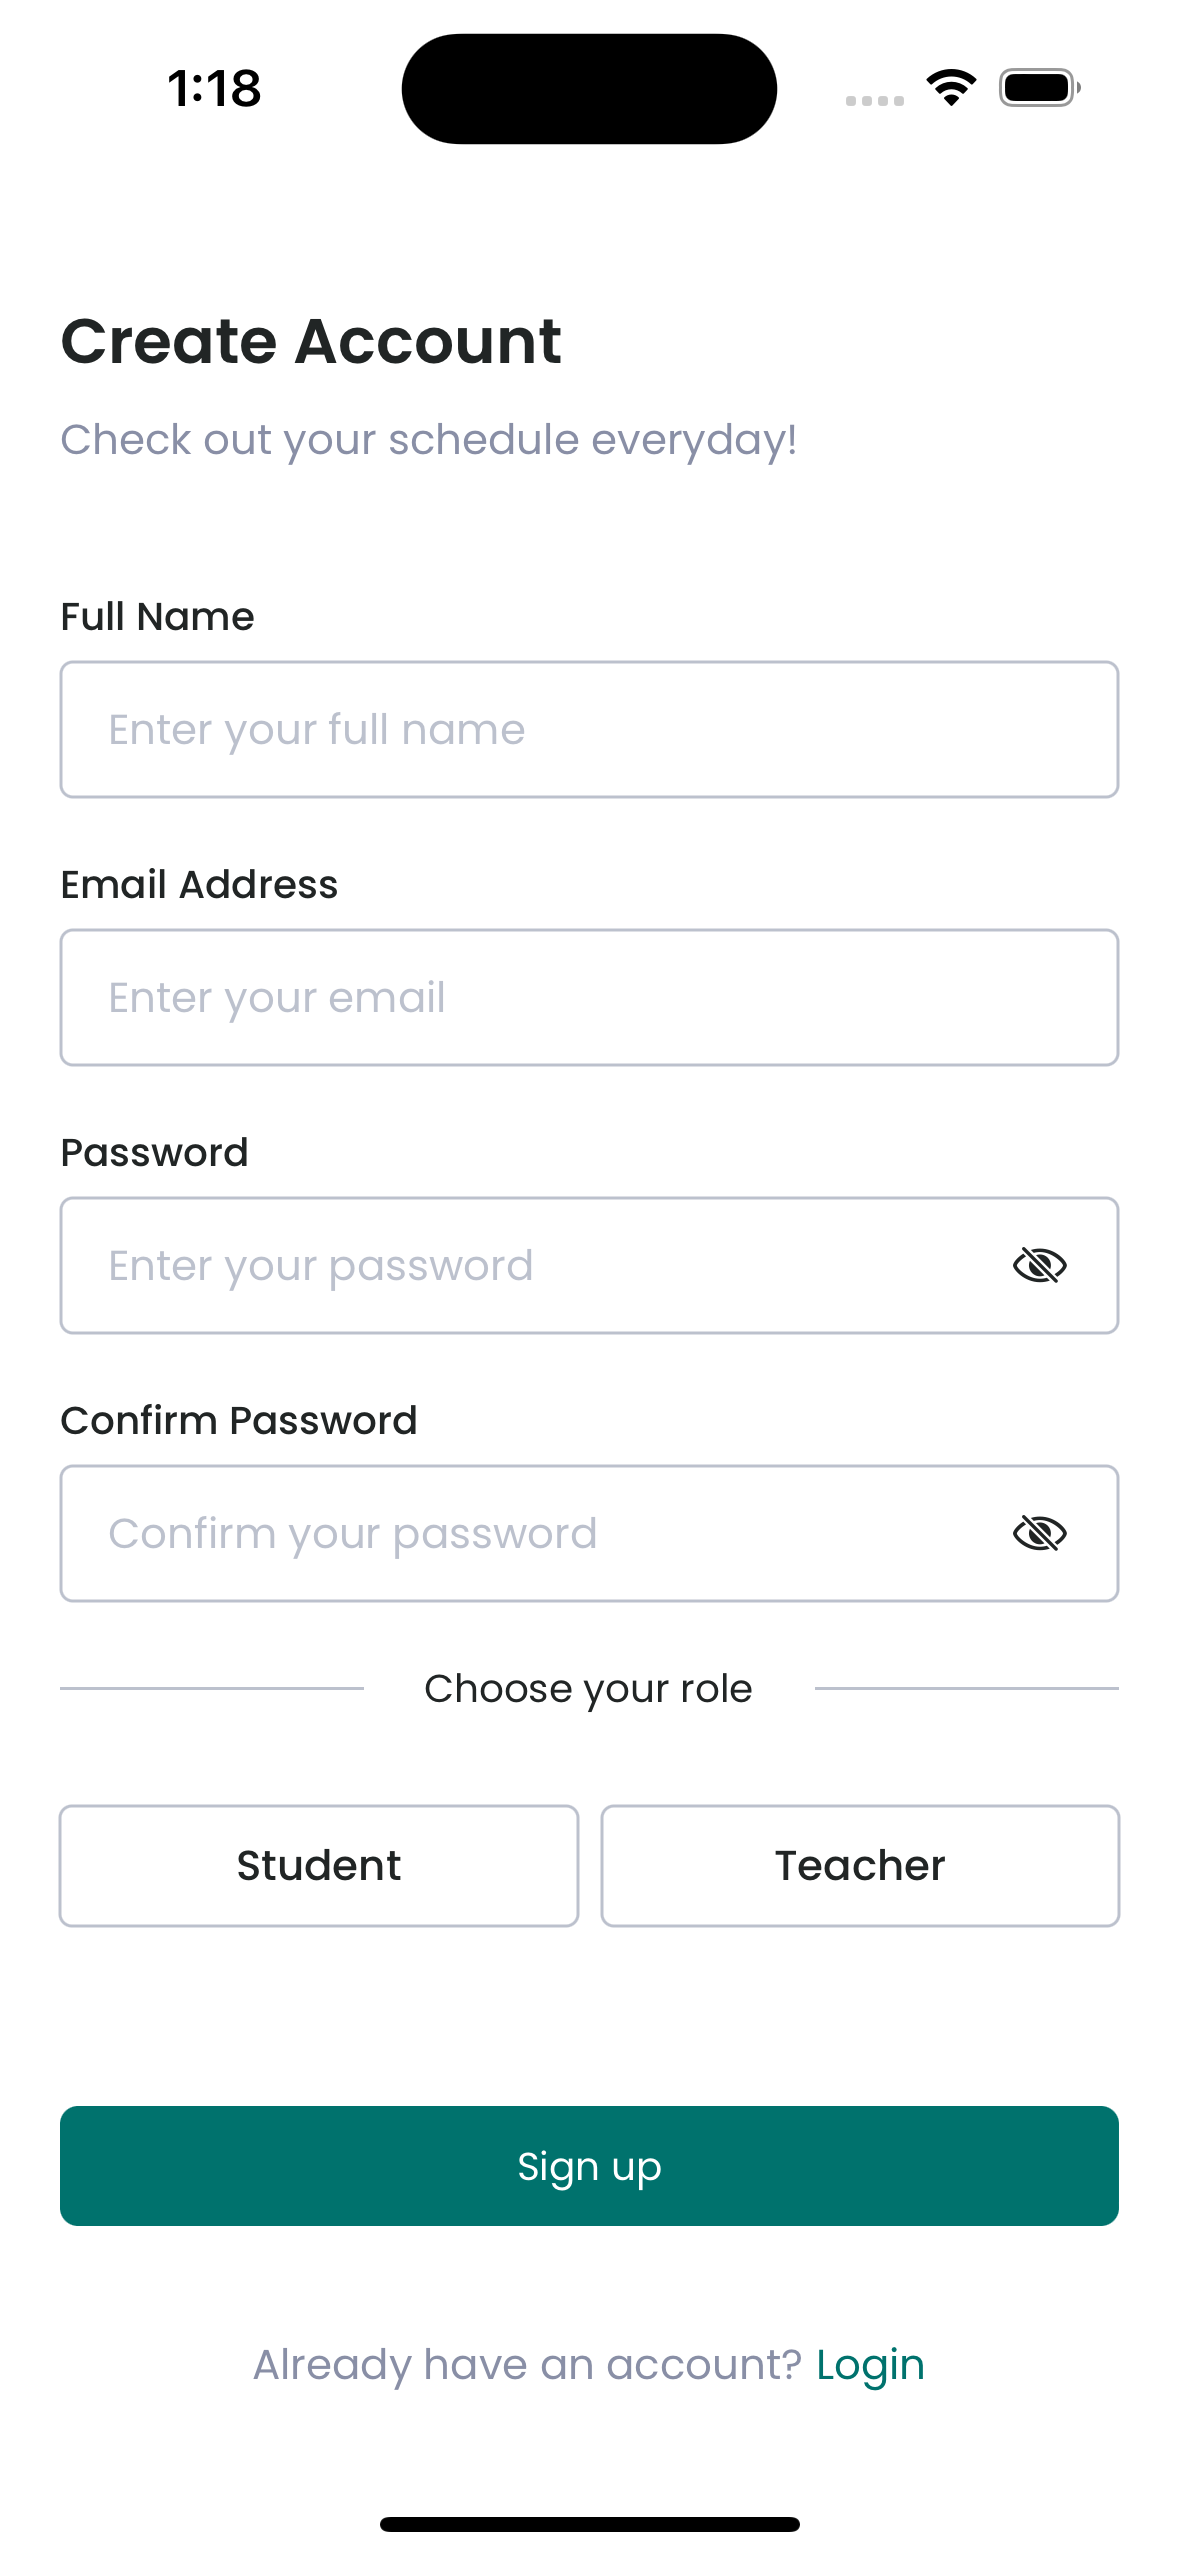 1:18
Create Account
Check out your schedule everyday!
Full Name
Enter your full name
Email Address
Enter your email
Password
Enter your password
Confirm Password
Confirm your password
Choose your role
Student
Teacher
Sign up
Already have an account? Login